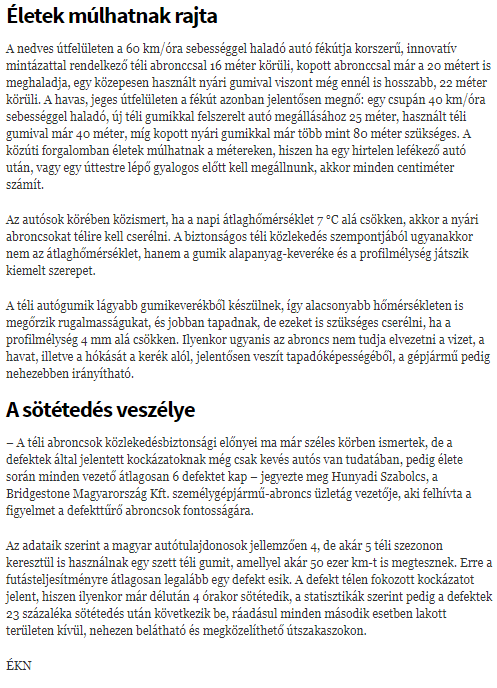 Életek múlhatnak rajta
A nedves útfelületen a 60 km/óra sebességgel haladó autó fékútja korszerű, innovatív
mintázattal rendelkező téli abronccsal 16 méter körüli, kopott abronccsal már a 20 métert is
meghaladja, egy közepesen használt nyári gumival viszont még ennél is hosszabb, 22 méter
körüli. A havas, jeges útfelületen a fékút azonban jelentősen megnő: egy csupán 40 km/óra
sebességgel haladó, új téli gumikkal felszerelt autó megállásához 25 méter, használt téli
gumival már 40 méter, míg kopott nyári gumikkal már több mint 80 méter szükséges. A
közúti forgalomban életek múlhatnak a métereken, hiszen ha egy hirtelen lefékező autó
után, vagy egy úttestre lépő gyalogos előtt kell megállnunk, akkor minden centiméter
számít.
Az autósok körében közismert, ha a napi átlaghőmérséklet 7 °C alá csökken, akkor a nyári
abroncsokat télire kell cserélni. A biztonságos téli közlekedés szempontjából ugyanakkor
nem az átlaghőmérséklet, hanem a gumik alapanyag-keveréke és a profilmélység játszik
kiemelt szerepet.
A téli autógumik lágyabb gumikeverékből készülnek, így alacsonyabb hőmérsékleten is
megőrzik rugalmasságukat, és jobban tapadnak, de ezeket is szükséges cserélni, ha a
profilmélység 4 mm alá csökken. Ilyenkor ugyanis az abroncs nem tudja elvezetni a vizet, a
havat, illetve a hókását a kerék alól, jelentősen veszít tapadóképességéből, a gépjármű pedig
nehezebben irányítható.
A sötétedés veszélye
– A téli abroncsok közlekedésbiztonsági előnyei ma már széles körben ismertek, de a
defektek által jelentett kockázatoknak még csak kevés autós van tudatában, pedig élete
során minden vezető átlagosan 6 defektet kap – jegyezte meg Hunyadi Szabolcs, a
Bridgestone Magyarország Kft. személygépjármű-abroncs üzletág vezetője, aki felhívta a
figyelmet a defekttűrő abroncsok fontosságára.
Az adataik szerint a magyar autótulajdonosok jellemzően 4, de akár 5 téli szezonon
keresztül is használnak egy szett téli gumit, amellyel akár 50 ezer km-t is megtesznek. Erre a
futásteljesítményre átlagosan legalább egy defekt esik. A defekt télen fokozott kockázatot
jelent, hiszen ilyenkor már délután 4 órakor sötétedik, a statisztikák szerint pedig a defektek
23 százaléka sötétedés után következik be, ráadásul minden második esetben lakott
területen kívül, nehezen belátható és megközelíthető útszakaszokon.
ÉKN